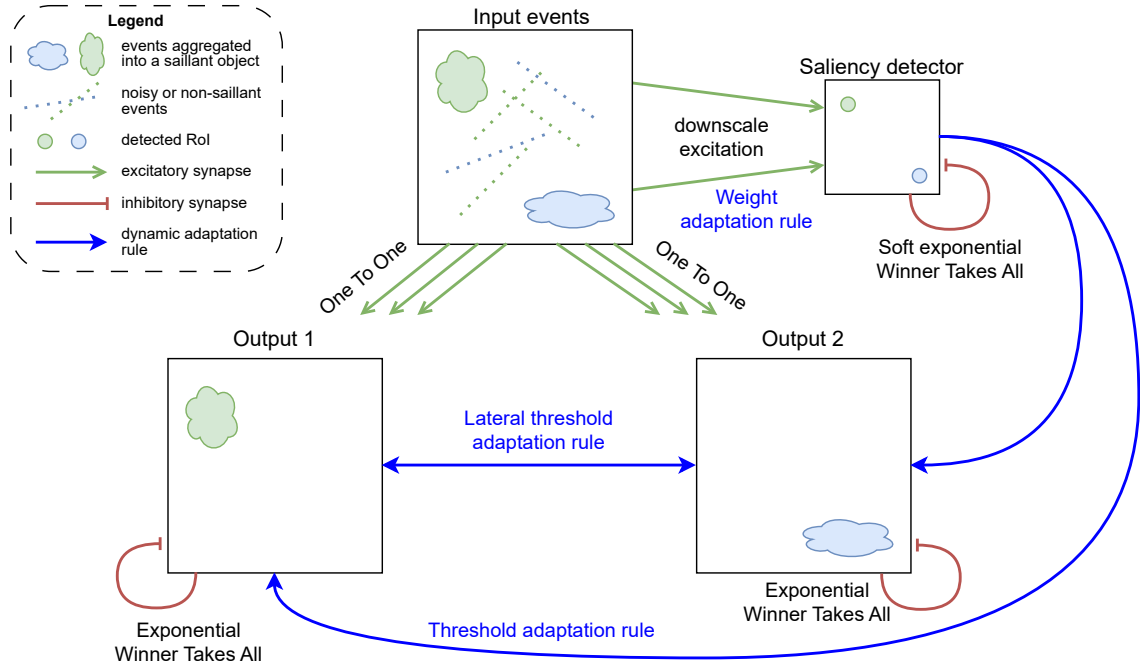 Legend
events aggregated
into a saillant object
noisy or non-saillant
events
detected RoI
excitatory synapse
inhibitory synapse
dynamic adaptation
rule
Input events
Saliency detector
downscale
excitation
Weight
adaptation rule
Soft exponential
Winner Takes All
One To One
One To One
Output 1
Output 2
Lateral threshold
adaptation rule
Exponential
Winner Takes All
Exponential
Winner Takes All
Threshold adaptation rule